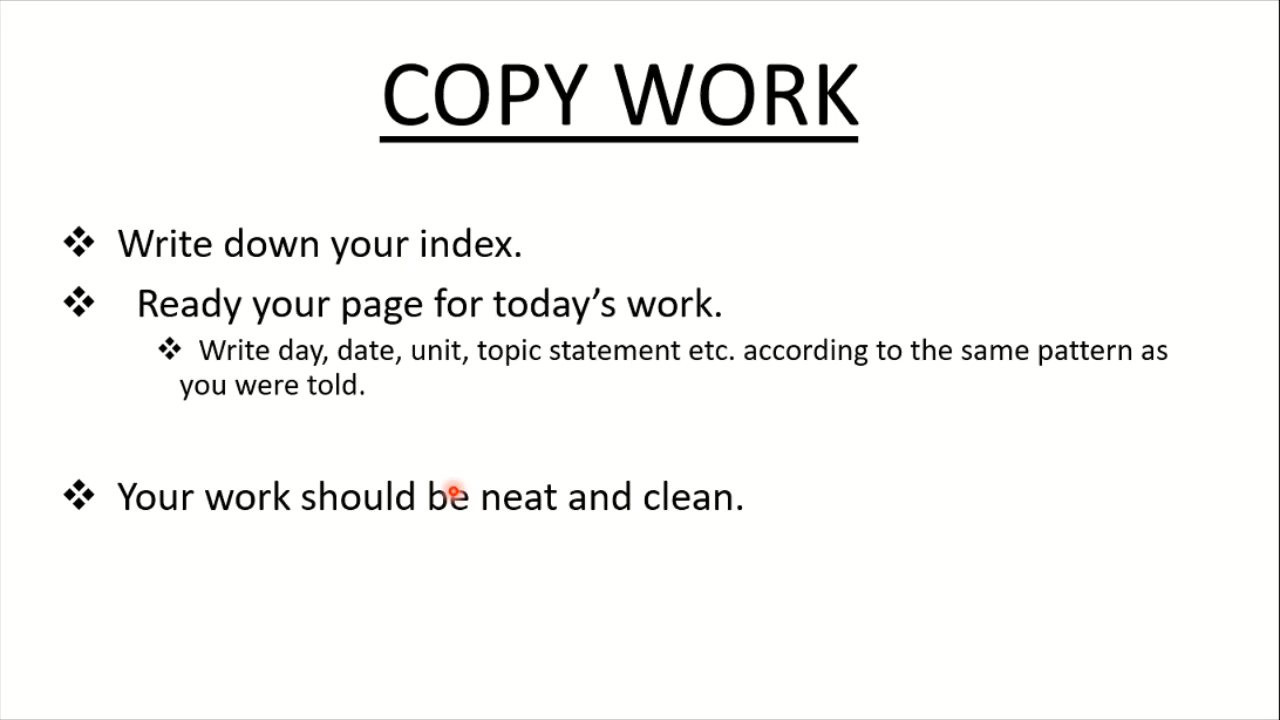 COPY WORK
❖ Write down your index.
❖ Ready your page for today’s work.
❖ Write day, date, unit, topic statement etc. according to the same pattern as
you were told.
❖ Your work should be neat and clean.